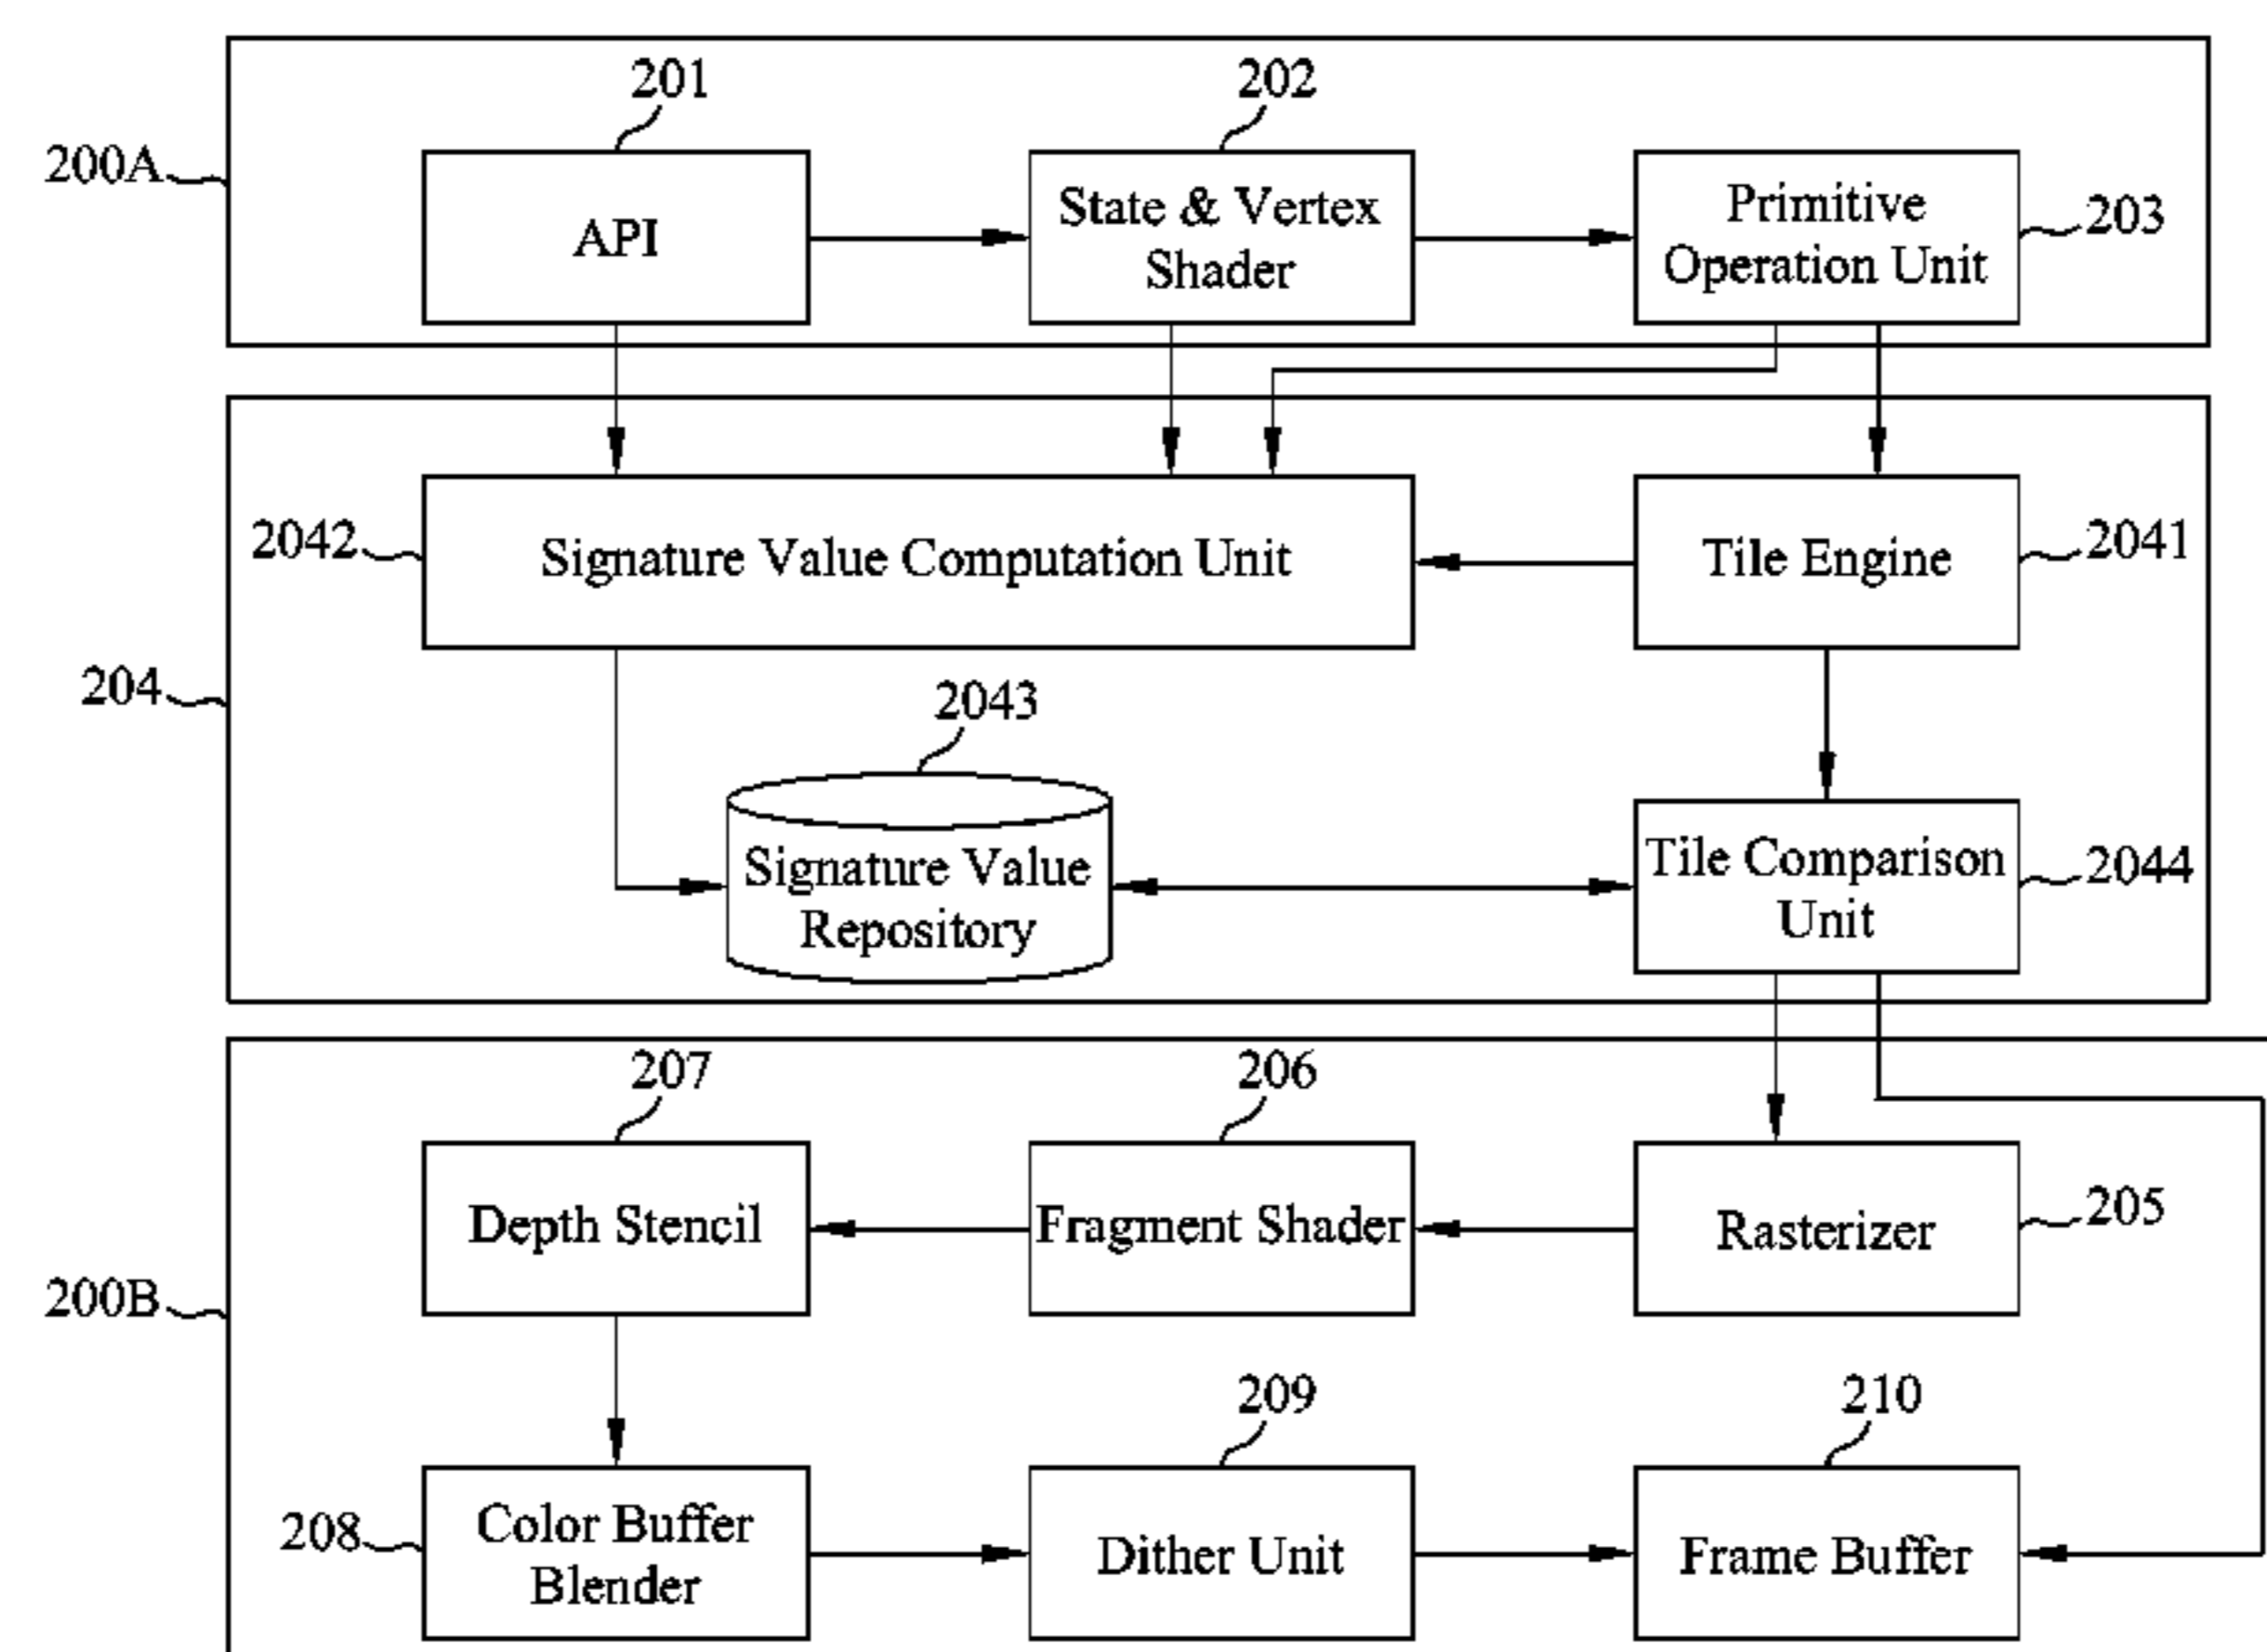 201
202
200A
API
State & Vertex
Shader
Primitive
Operation Unit
203
2042
Signature Value Computation Unit
Tile Engine
2041
204
2043
Signature Value
Repository
Tile Comparison
Unit
2044
207
206
Depth Stencil
Fragment Shader
Rasterizer
205
200B
209
210
208
Color Buffer
Blender
Dither Unit
Frame Buffer